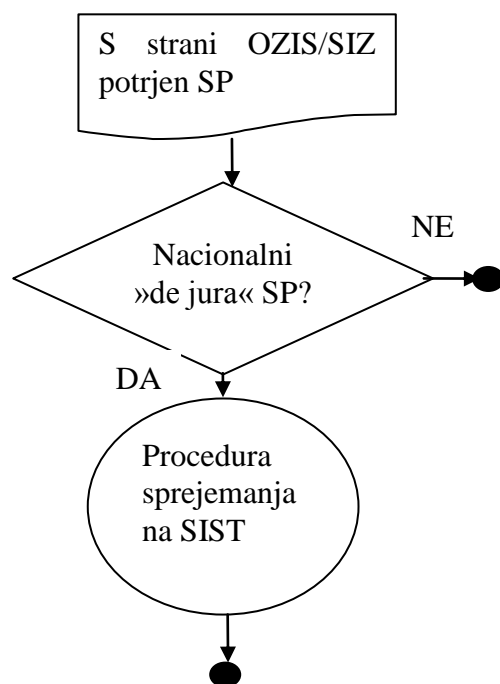 S strani OZIS/SIZ
potrjen SP
NE
Nacionalni
»de jura« SP?
DA
Procedura
sprejemanja
na SIST